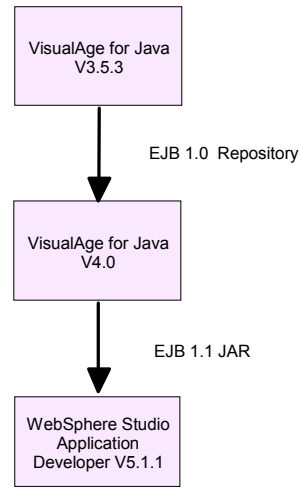 VisualAge for Java
V3.5.3
EJB 1.0 Repository
VisualAge for Java
V4.0
EJB 1.1 JAR
WebSphere Studio
Application
Developer V5.1.1